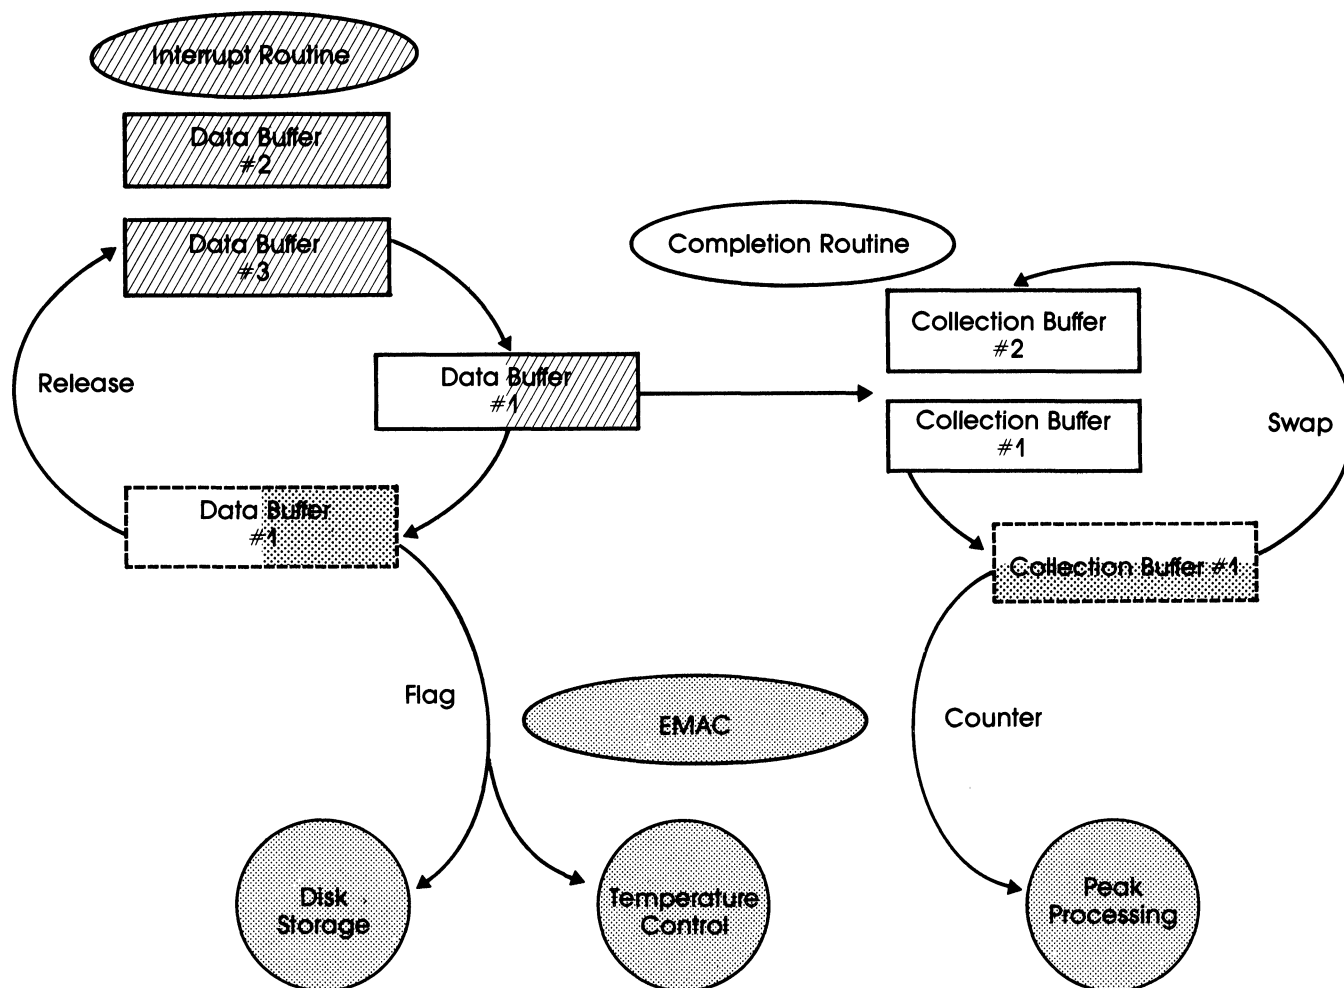 Interrupt Routine
Data Buffer
#2
Data Buffer
#3
Completion Routine
Collection Buffer
#2
Release
Data Buffer
#1
Collection Buffer
#1
Swap
Data Buffer
#1
Collection Buffer #1
Flag
EMAC
Counter
Disk
Storage
Temperature
Control
Peak
Processing